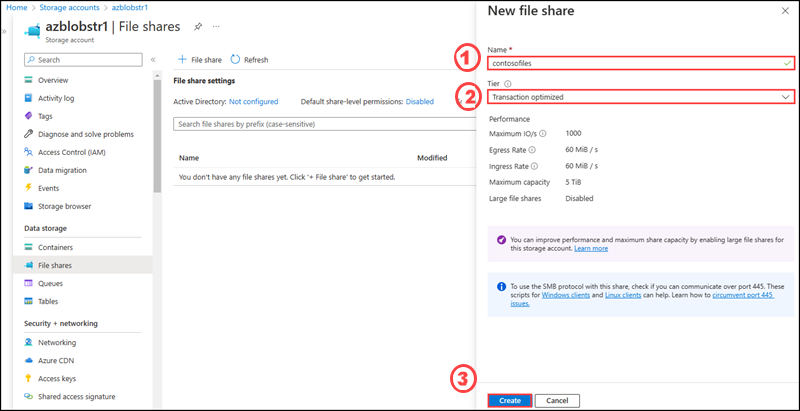 Home > Storage accounts > azblobstr1
azblobstr1 | File shares
Storage account
Search
Overview
Activity log
Tags
Diagnose and solve problems
Access Control (IAM)
Data migration
Events
Storage browser
Data storage
Containers
File shares
Queues
Tables
Security + networking
Networking
Azure CDN
Access keys
Shared access signature
+ File share Refresh
File share settings
Active Directory: Not configured Default share-level permissions: Disabled
Search file shares by prefix (case-sensitive)
Name Modified
You don't have any file shares yet. Click '+ File share' to get started.
New file share
Name *
1
contosofiles
Tier
2
Transaction optimized
Performance
Maximum IO/s 1000
Egress Rate 60 MiB / s
Ingress Rate 60 MiB / s
Maximum capacity 5 TiB
Large file shares Disabled
You can improve performance and maximum share capacity by enabling large file shares for
this storage account. Learn more
To use the SMB protocol with this share, check if you can communicate over port 445. These
scripts for Windows clients and Linux clients can help. Learn how to circumvent port 445
issues.
3
Create Cancel